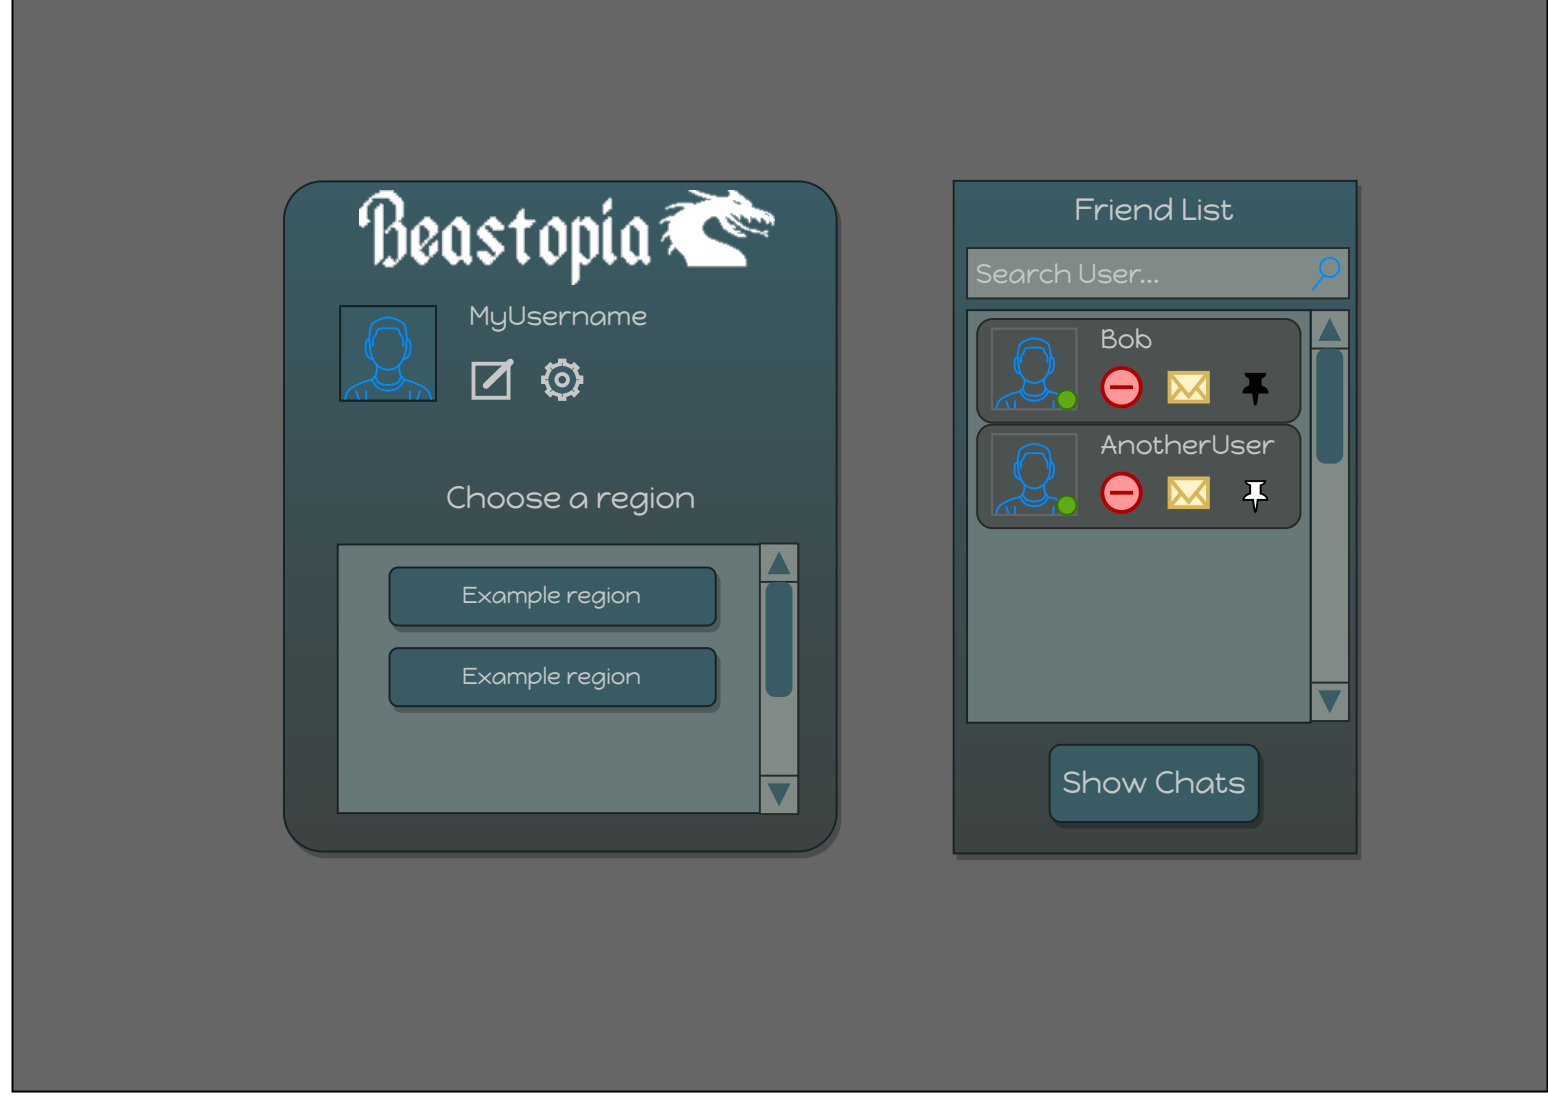 Beastopia
MyUsername
Choose a region
Example region
Example region
Friend List
Search User...
Bob
AnotherUser
Show Chats